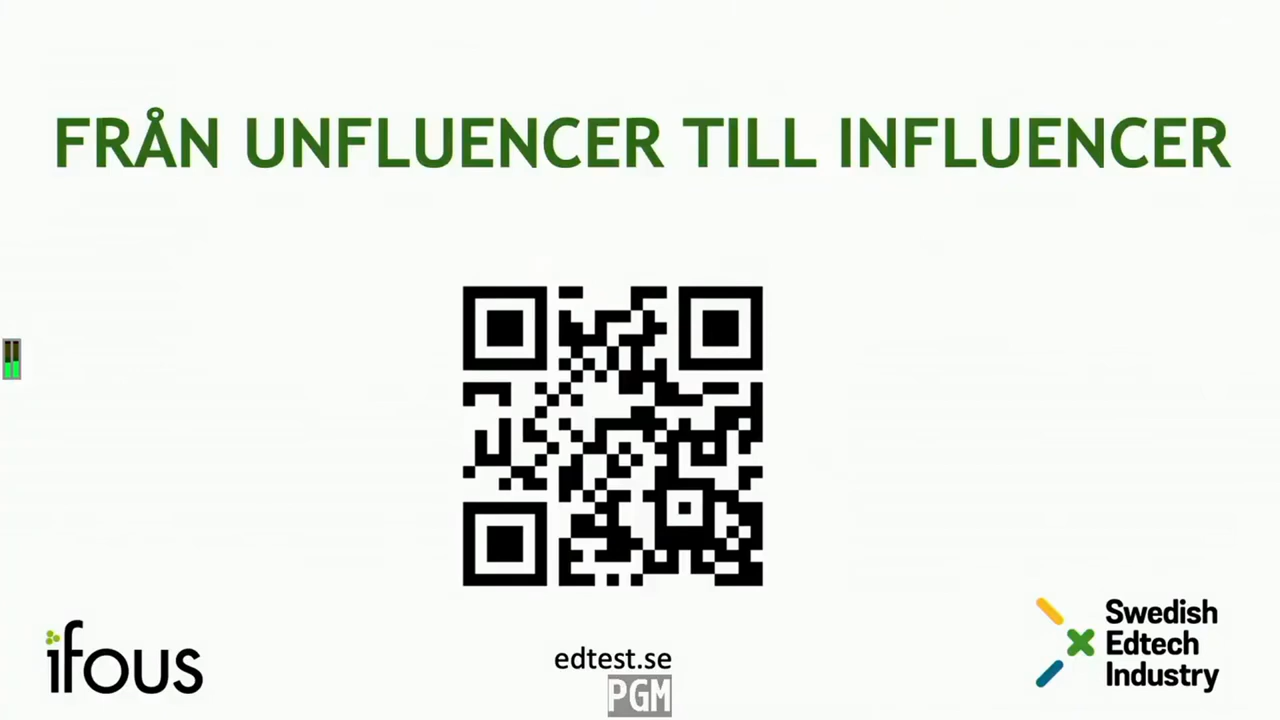 FRÅN UNFLUENCER TILL INFLUENCER
ifous
edtest.se
PGM
Swedish
Edtech
Industry